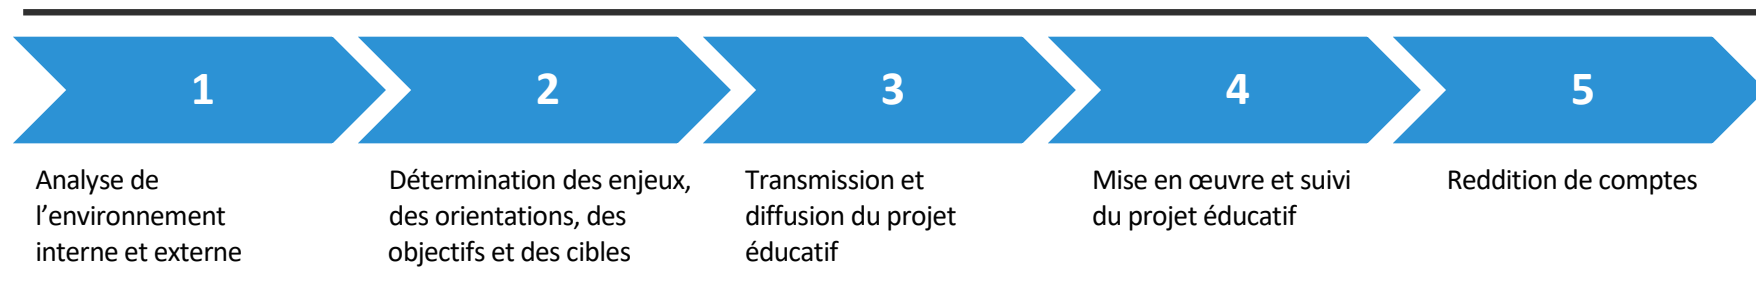 1
2
3
4
5
Analyse de
l’environnement
interne et externe
Détermination des enjeux,
des orientations, des
objectifs et des cibles
Transmission et
diffusion du projet
éducatif
Mise en œuvre et suivi
du projet éducatif
Reddition de comptes